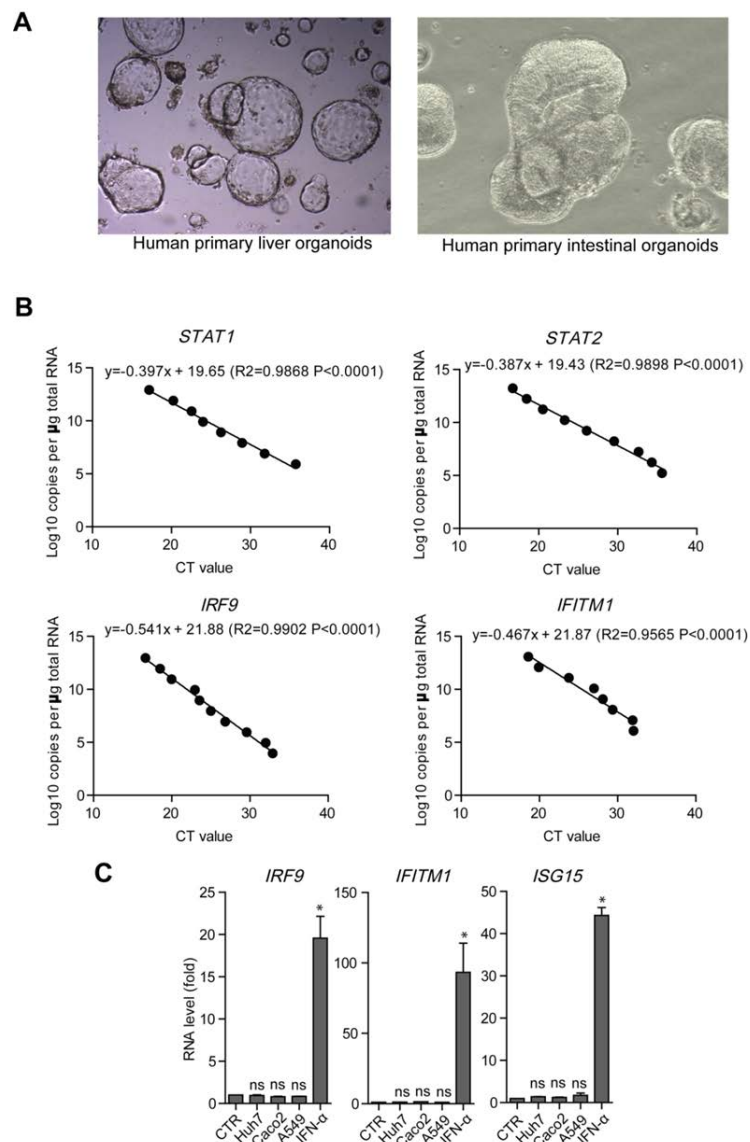 A
Human primary liver organoids
Human primary intestinal organoids
B
STAT1
y=-0.397x + 19.65 (R2=0.9868 P<0.0001)
Log10 copies per µg total RNA
15
10
5
0
10
20
30
40
CT value
STAT2
y=-0.387x + 19.43 (R2=0.9898 P<0.0001)
Log10 copies per µg total RNA
15
10
5
0
10
20
30
40
CT value
IRF9
y=-0.541x + 21.88 (R2=0.9902 P<0.0001)
Log10 copies per µg total RNA
15
10
5
0
10
20
30
40
CT value
IFITM1
y=-0.467x + 21.87 (R2=0.9565 P<0.0001)
Log10 copies per µg total RNA
15
10
5
0
10
20
30
40
CT value
C
IRF9
RNA level (fold)
25
20
15
10
5
0
ns ns ns
*
CTR
Huh7
Caco2
A549
IFN-α
IFITM1
150
100
50
0
ns ns ns
*
CTR
Huh7
Caco2
A549
IFN-α
ISG15
50
40
30
20
10
0
ns ns ns
*
CTR
Huh7
Caco2
A549
IFN-α